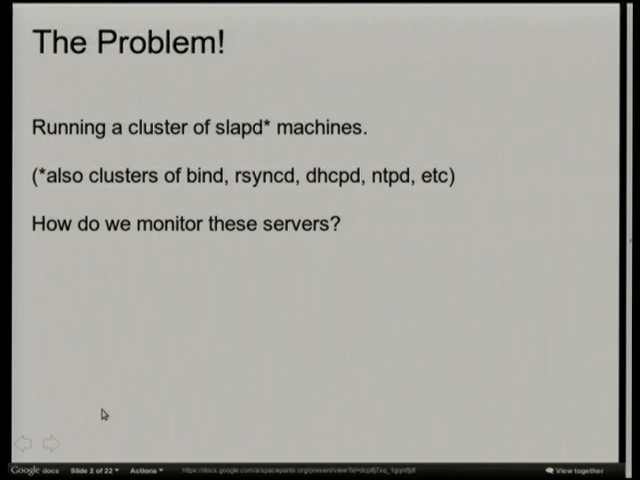 The Problem!
Running a cluster of slapd* machines.
(*also clusters of bind, rsyncd, dhcpd, ntpd, etc)
How do we monitor these servers?
Google docs Slide 2 of 22 Actions View together